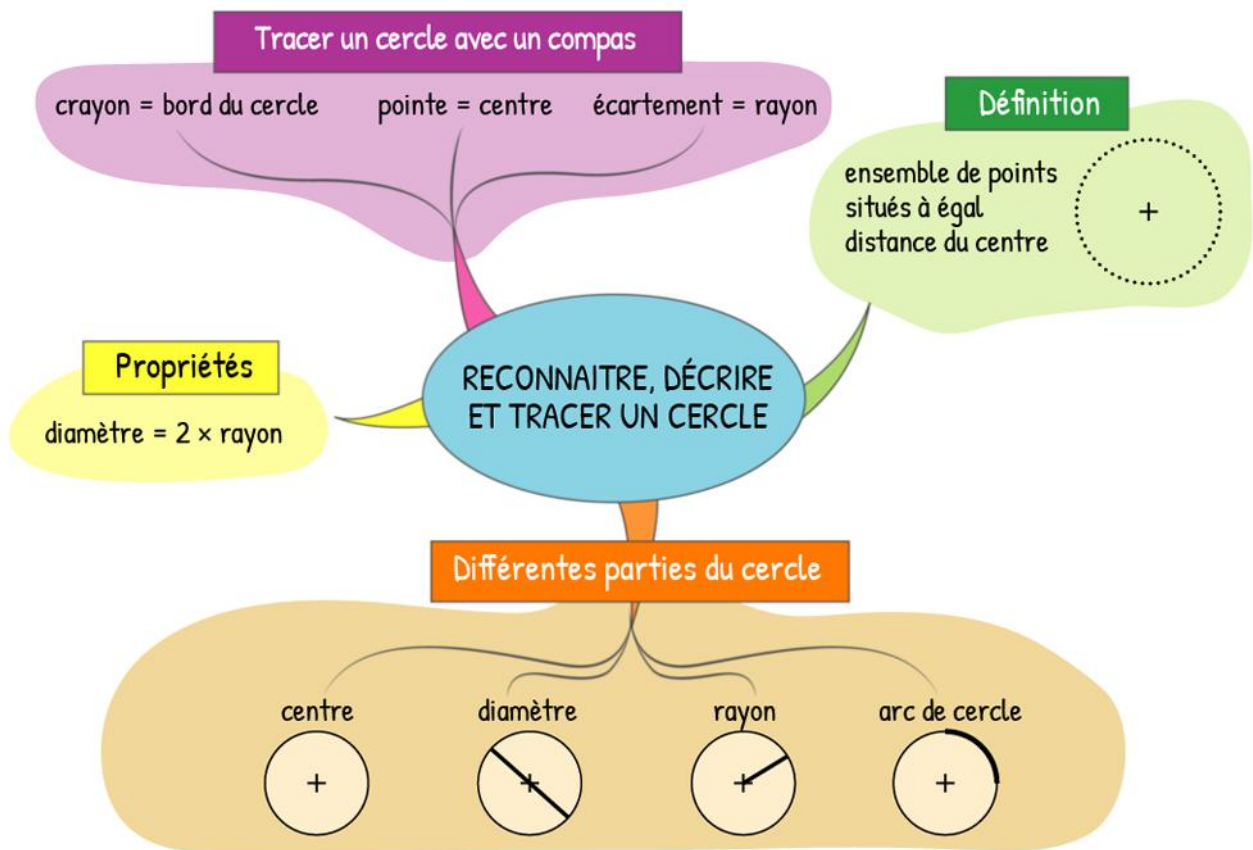 Tracer un cercle avec un compas
crayon = bord du cercle
pointe = centre
écartement = rayon
Définition
ensemble de points
situés à égal
distance du centre
Propriétés
diamètre = 2 × rayon
RECONNAITRE, DÉCRIRE
ET TRACER UN CERCLE
Différentes parties du cercle
centre
diamètre
rayon
arc de cercle